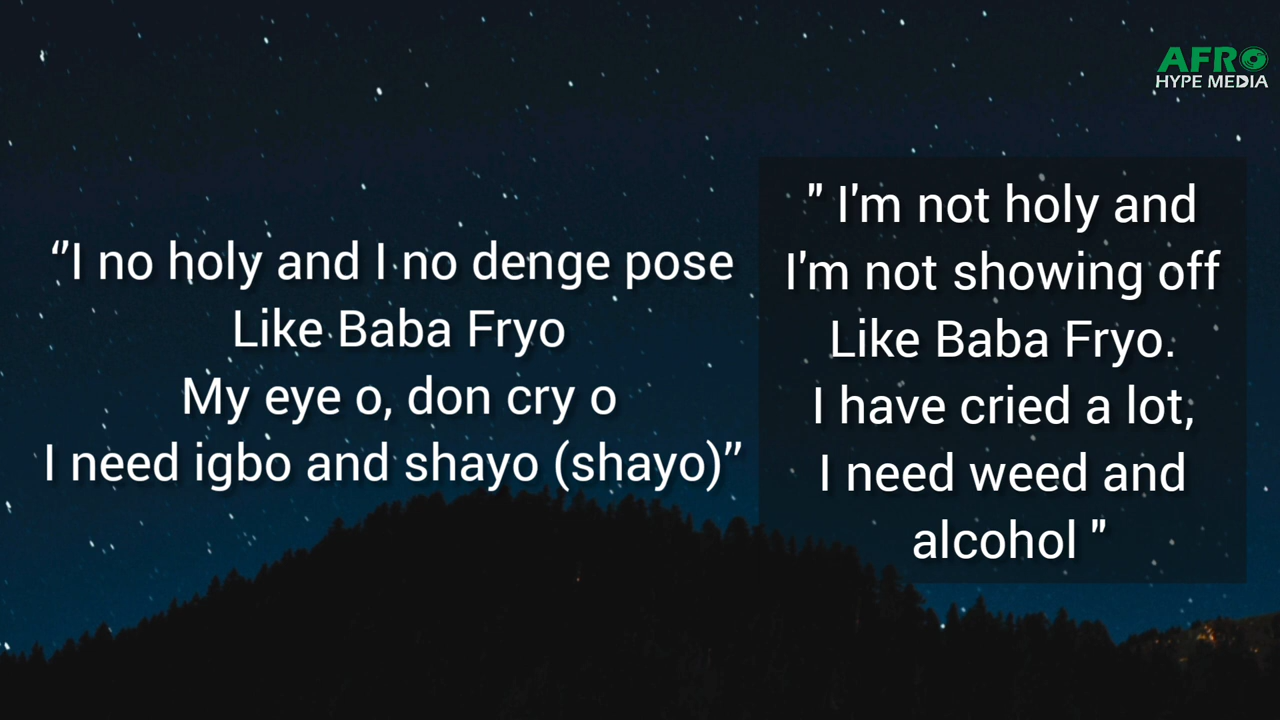 AFRO
HYPE MEDIA
‘’I no holy and I no denge pose
Like Baba Fryo
My eye o, don cry o
I need igbo and shayo (shayo)’’
" I'm not holy and
I'm not showing off
Like Baba Fryo.
I have cried a lot,
I need weed and
alcohol "